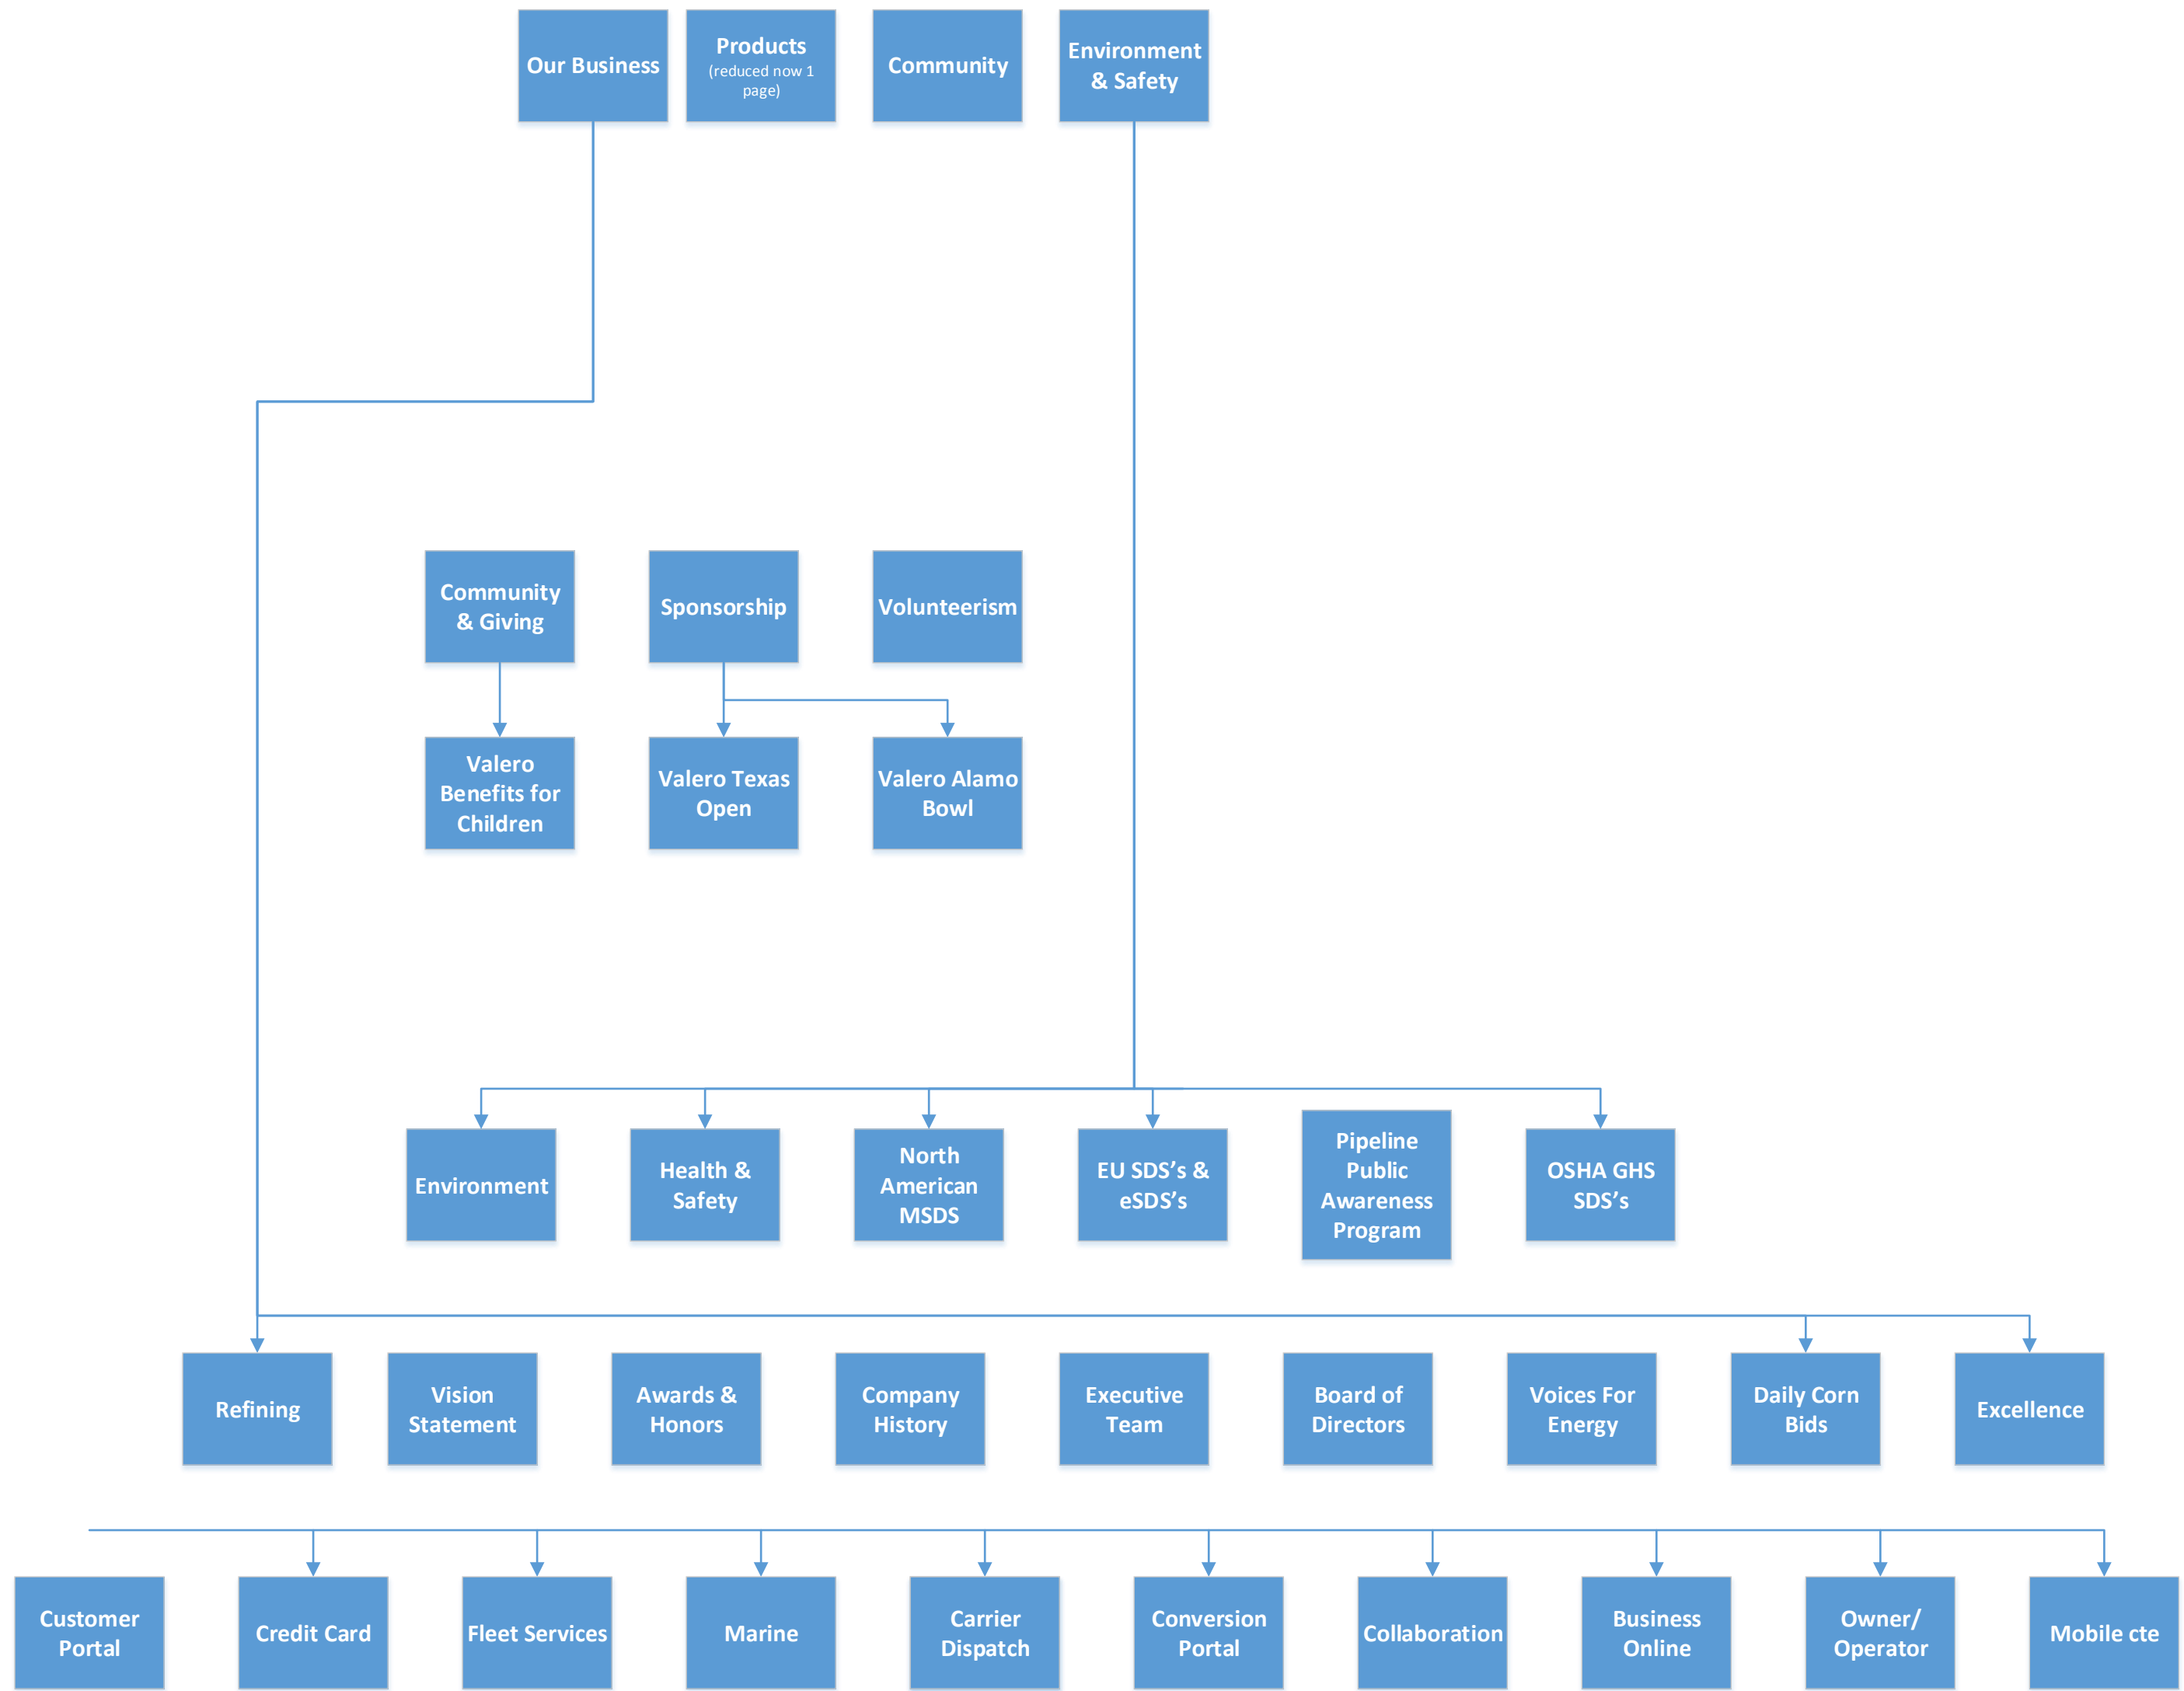 Our Business
Products
(reduced now 1
page)
Community
Environment
& Safety
Community
& Giving
Sponsorship
Volunteerism
Valero
Benefits for
Children
Valero Texas
Open
Valero Alamo
Bowl
Environment
Health &
Safety
North
American
MSDS
EU SDS’s &
eSDS’s
Pipeline
Public
Awareness
Program
OSHA GHS
SDS’s
Refining
Vision
Statement
Awards &
Honors
Company
History
Executive
Team
Board of
Directors
Voices For
Energy
Daily Corn
Bids
Excellence
Customer
Portal
Credit Card
Fleet Services
Marine
Carrier
Dispatch
Conversion
Portal
Collaboration
Business
Online
Owner/
Operator
Mobile cte